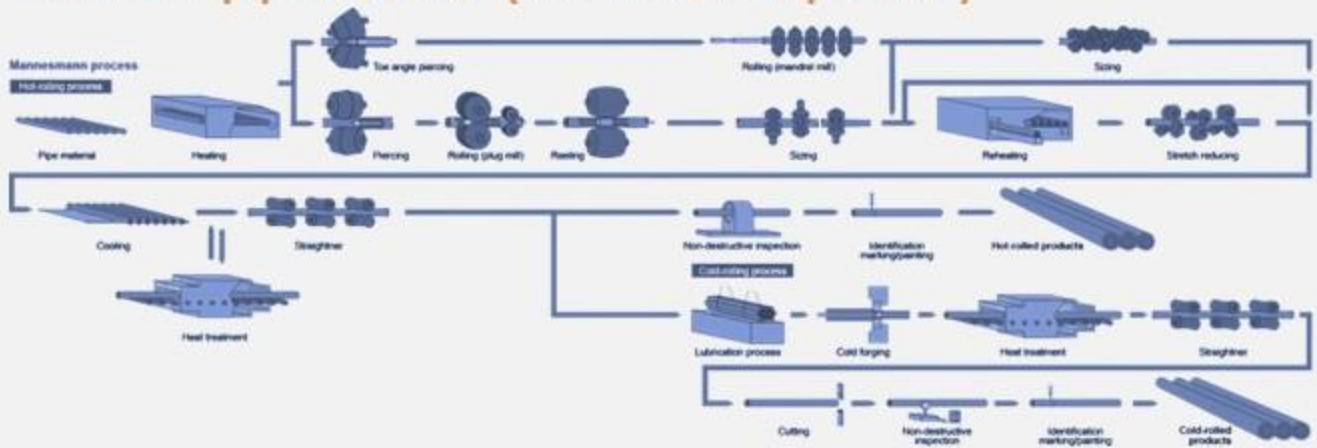 Mannesmann process
Hot-rolling process
Pipe material
Heating
Toe angle piercing
Rolling (mandrel mill)
Sizing
Piercing
Rolling (plug mill)
Reeling
Sizing
Reheating
Stretch reducing
Cooling
Straightner
Heat treatment
Non-destructive inspection
Identification
marking/painting
Hot-rolled products
Cold-rolling process
Lubrication process
Cold forging
Heat treatment
Straightner
Cutting
Non-destructive
inspection
Identification
marking/painting
Cold-rolled
products